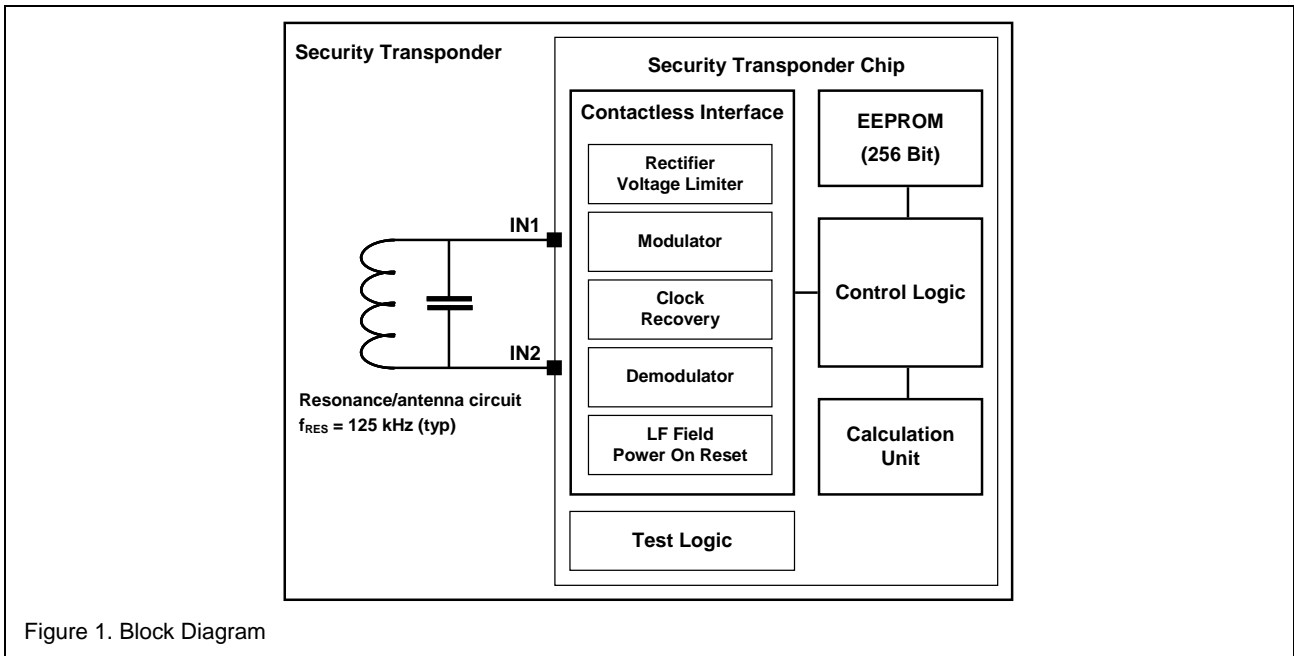 Security Transponder
Security Transponder Chip
Contactless Interface
Rectifier
Voltage Limiter
Modulator
Clock
Recovery
Demodulator
LF Field
Power On Reset
Test Logic
EEPROM
(256 Bit)
Control Logic
Calculation
Unit
IN1
IN2
Resonance/antenna circuit
fRES = 125 kHz (typ)
Figure 1. Block Diagram